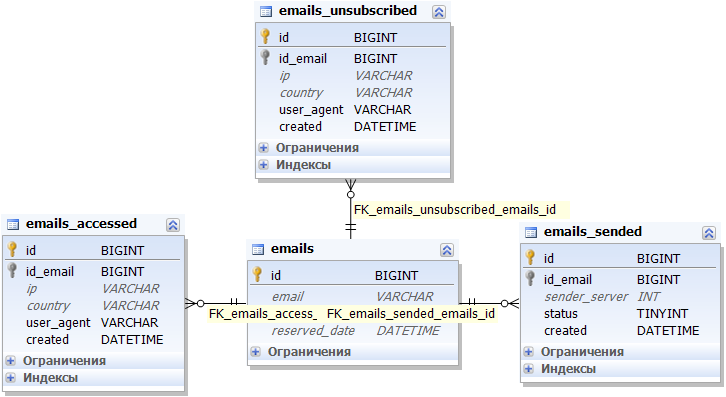 emails_unsubscribed
id BIGINT
id_email BIGINT
ip VARCHAR
country VARCHAR
user_agent VARCHAR
created DATETIME
Ограничения
Индексы
FK_emails_unsubscribed_emails_id
emails_accessed
id BIGINT
id_email BIGINT
ip VARCHAR
country VARCHAR
user_agent VARCHAR
created DATETIME
Ограничения
Индексы
emails
id BIGINT
email VARCHAR
FK_emails_access_ FK_emails_sended_emails_id
reserved_date DATETIME
Ограничения
emails_sended
id BIGINT
id_email BIGINT
sender_server INT
status TINYINT
created DATETIME
Ограничения
Индексы